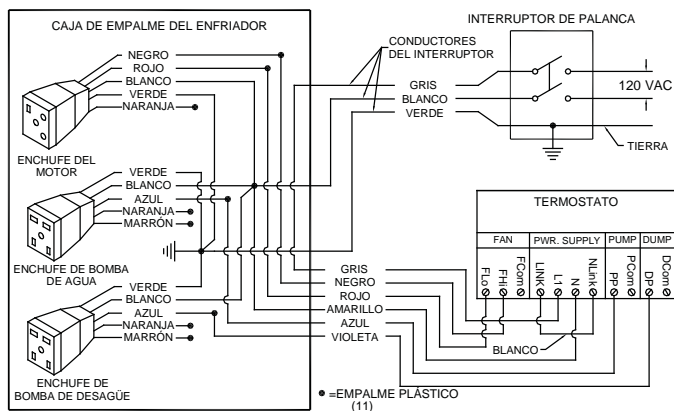 CAJA DE EMPALME DEL ENFRIADOR
NEGRO
ROJO
BLANCO
VERDE
NARANJA
ENCHUFE DEL
MOTOR
VERDE
BLANCO
AZUL
NARANJA
MARRÓN
ENCHUFE DE BOMBA
DE AGUA
VERDE
BLANCO
AZUL
NARANJA
MARRÓN
ENCHUFE DE
BOMBA DE DESAGÜE
CONDUCTORES
DEL INTERRUPTOR
GRIS
BLANCO
VERDE
INTERRUPTOR DE PALANCA
120 VAC
TIERRA
GRIS
NEGRO
ROJO
AMARILLO
AZUL
VIOLETA
TERMOSTATO
FAN PWR. SUPPLY PUMP DUMP
FLo FHi FCom LINK L1 N NLink PP PCom DP DCom
BLANCO
=EMPALME PLÁSTICO
(11)